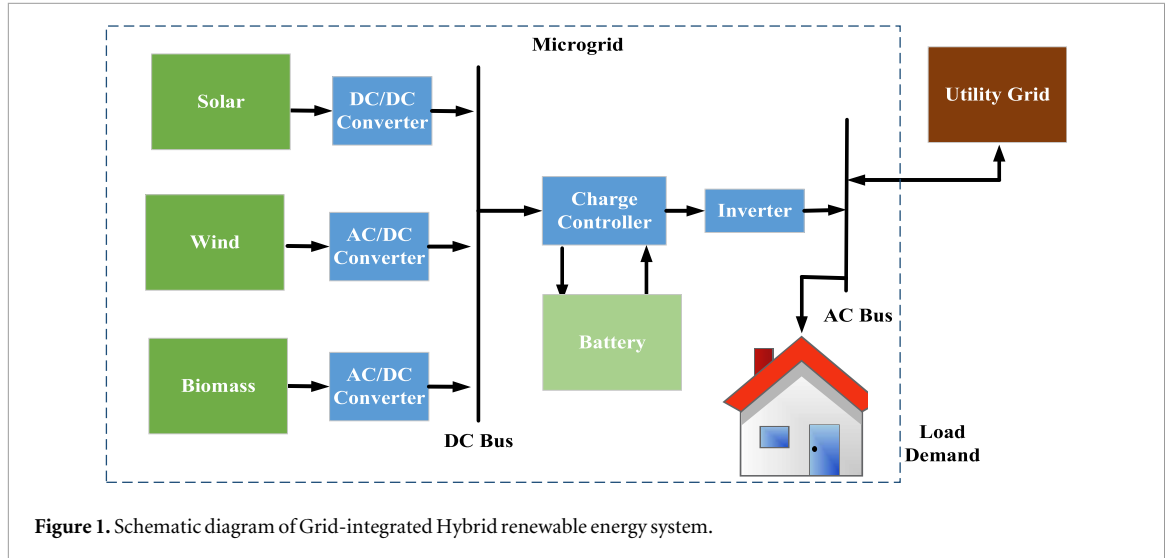 Microgrid
Solar
DC/DC
Converter
Utility Grid
Wind
AC/DC
Converter
Charge
Controller
Inverter
Biomass
AC/DC
Converter
Battery
DC Bus
AC Bus
Load
Demand
Figure 1. Schematic diagram of Grid-integrated Hybrid renewable energy system.